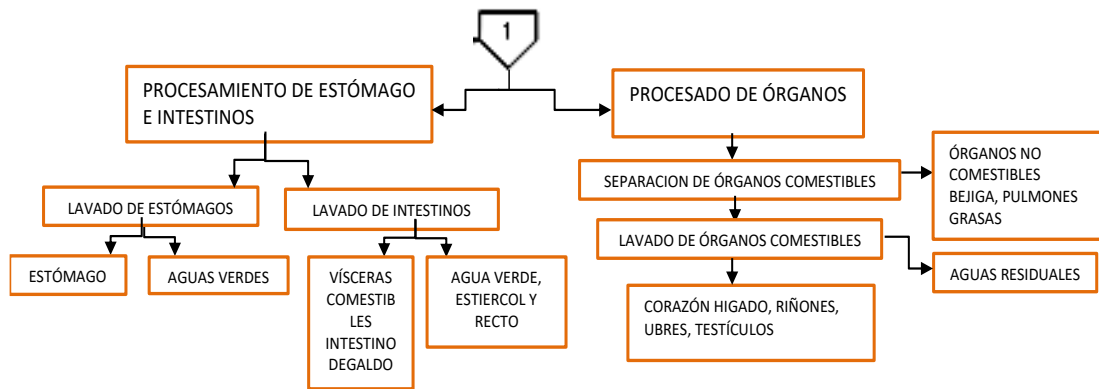 1
PROCESAMIENTO DE ESTÓMAGO
E INTESTINOS
PROCESADO DE ÓRGANOS
LAVADO DE ESTÓMAGOS
LAVADO DE INTESTINOS
ESTÓMAGO
AGUAS VERDES
VÍSCERAS
COMESTIB
LES
INTESTINO
DEGALDO
AGUA VERDE,
ESTIERCOL Y
RECTO
SEPARACION DE ÓRGANOS COMESTIBLES
ÓRGANOS NO
COMESTIBLES
BEJIGA, PULMONES
GRASAS
LAVADO DE ÓRGANOS COMESTIBLES
AGUAS RESIDUALES
CORAZÓN HIGADO, RIÑONES,
UBRES, TESTÍCULOS